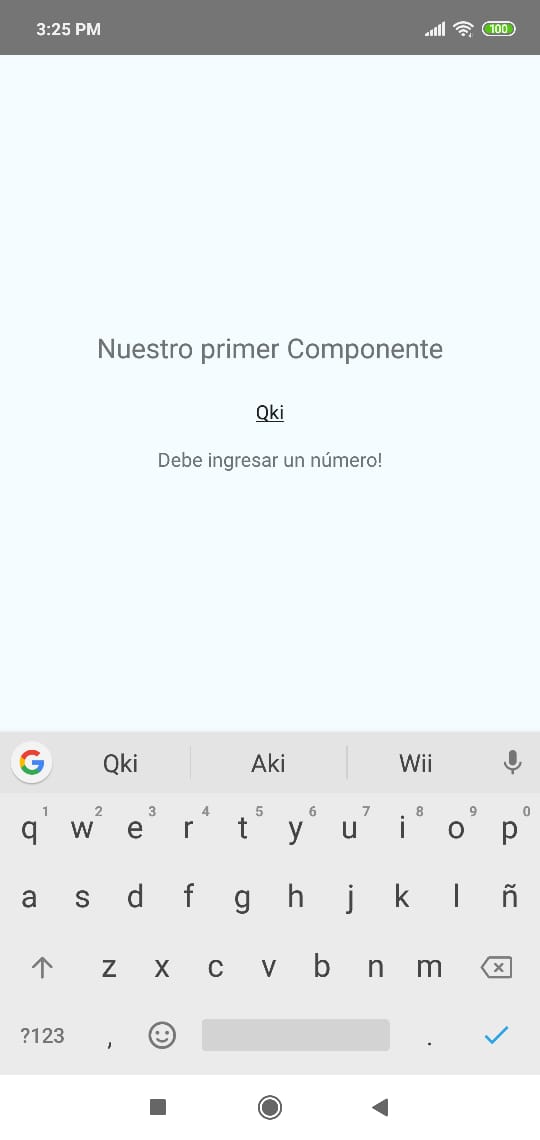 3:25 PM
100
Nuestro primer Componente
Qki
Debe ingresar un número!
Qki Aki Wii
1 2 3 4 5 6 7 8 9 0
q w e r t y u i o p
a s d f g h j k l ñ
z x c v b n m
?123 , .